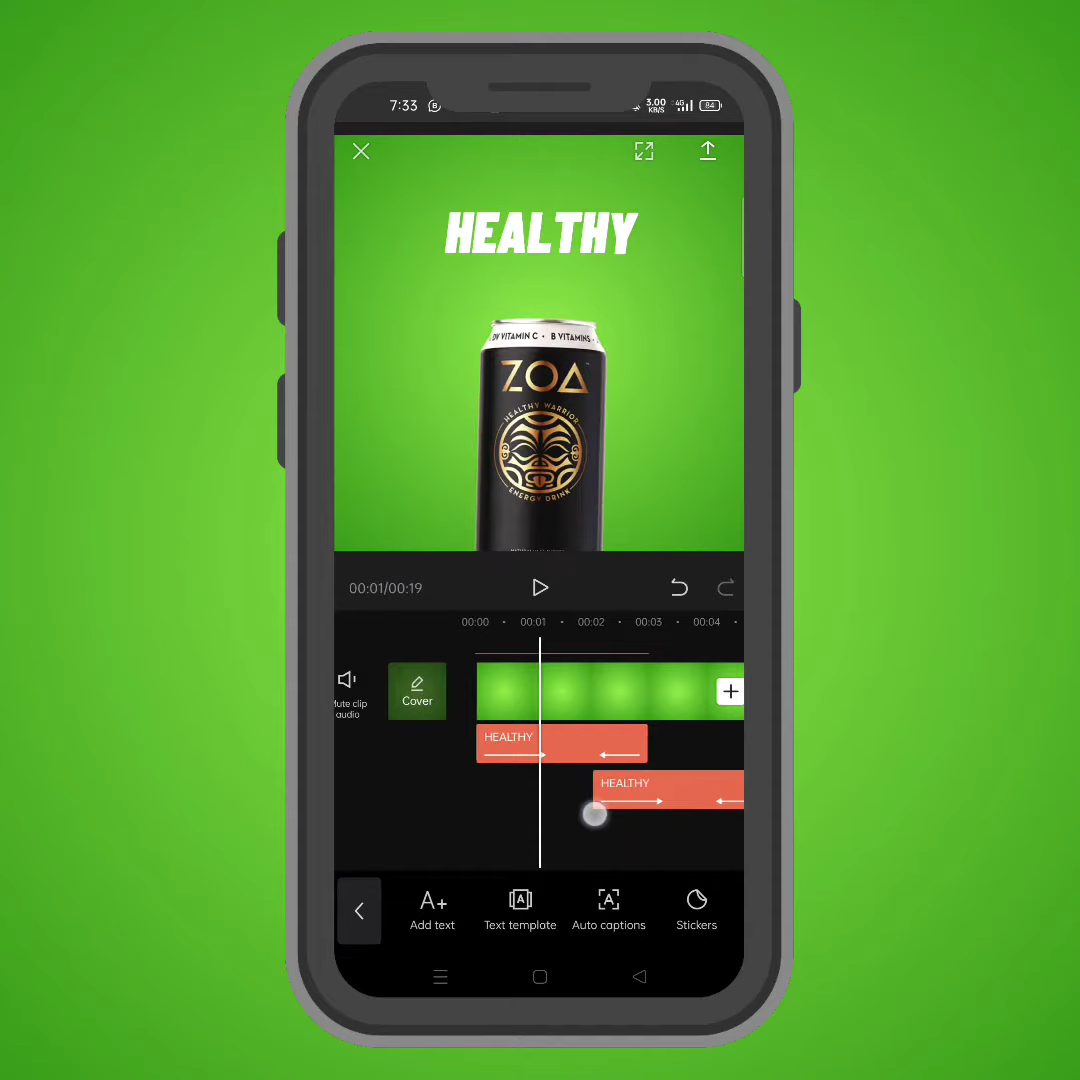 7:33 B 3.00 KB/S 4G 84
HEALTHY
DV VITAMIN C • B VITAMINS •
ZOA
HEALTHY WARRIOR
ENERGY DRINK
00:01/00:19
00:00 • 00:01 • 00:02 • 00:03 • 00:04 •
Mute clip
audio
Cover
HEALTHY
HEALTHY
A+
Add text
A
Text template
A
Auto captions
Stickers